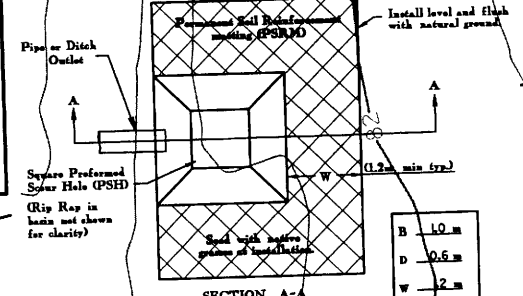 Permanent Soil Reinforcement
matting (PSRM)
Install level and flush
with natural ground
Pipe or Ditch
Outlet
A
A
82
Square Preformed
Scour Hole (PSH)
(1.2m min typ.)
W
(Rip Rap in
basin not shown
for clarity)
Seed with native
grasses at installation.
B 1.0 m
D 0.6 m
W 1.2 m
SECTION A-A